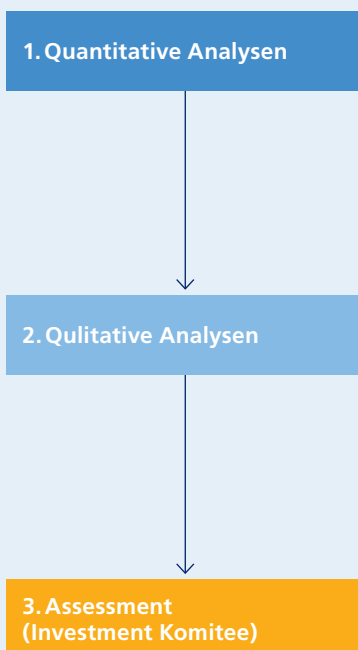 1. Quantitative Analysen
2. Qulitative Analysen
3. Assessment
(Investment Komitee)